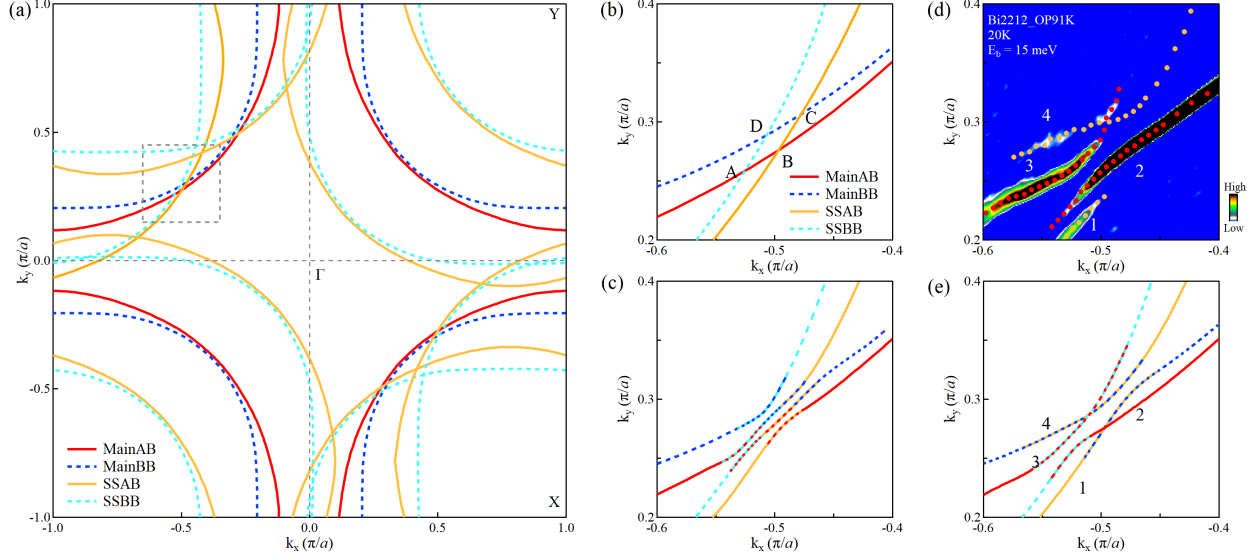 (a)
Y
1.0
0.5
0.0
-0.5
-1.0
k_y (π/a)
Γ
X
MainAB
MainBB
SSAB
SSBB
-1.0 -0.5 0.0 0.5 1.0
k_x (π/a)
(b)
0.4
0.3
0.2
k_y (π/a)
D
C
B
A
MainAB
MainBB
SSAB
SSBB
-0.6 -0.5 -0.4
k_x (π/a)
(c)
0.4
0.3
0.2
k_y (π/a)
-0.6 -0.5 -0.4
k_x (π/a)
(d)
Bi2212_OP91K
20K
E_b = 15 meV
0.4
0.3
0.2
k_y (π/a)
4
3
2
1
High
Low
-0.6 -0.5 -0.4
k_x (π/a)
(e)
0.4
0.3
0.2
k_y (π/a)
4
2
3
1
-0.6 -0.5 -0.4
k_x (π/a)